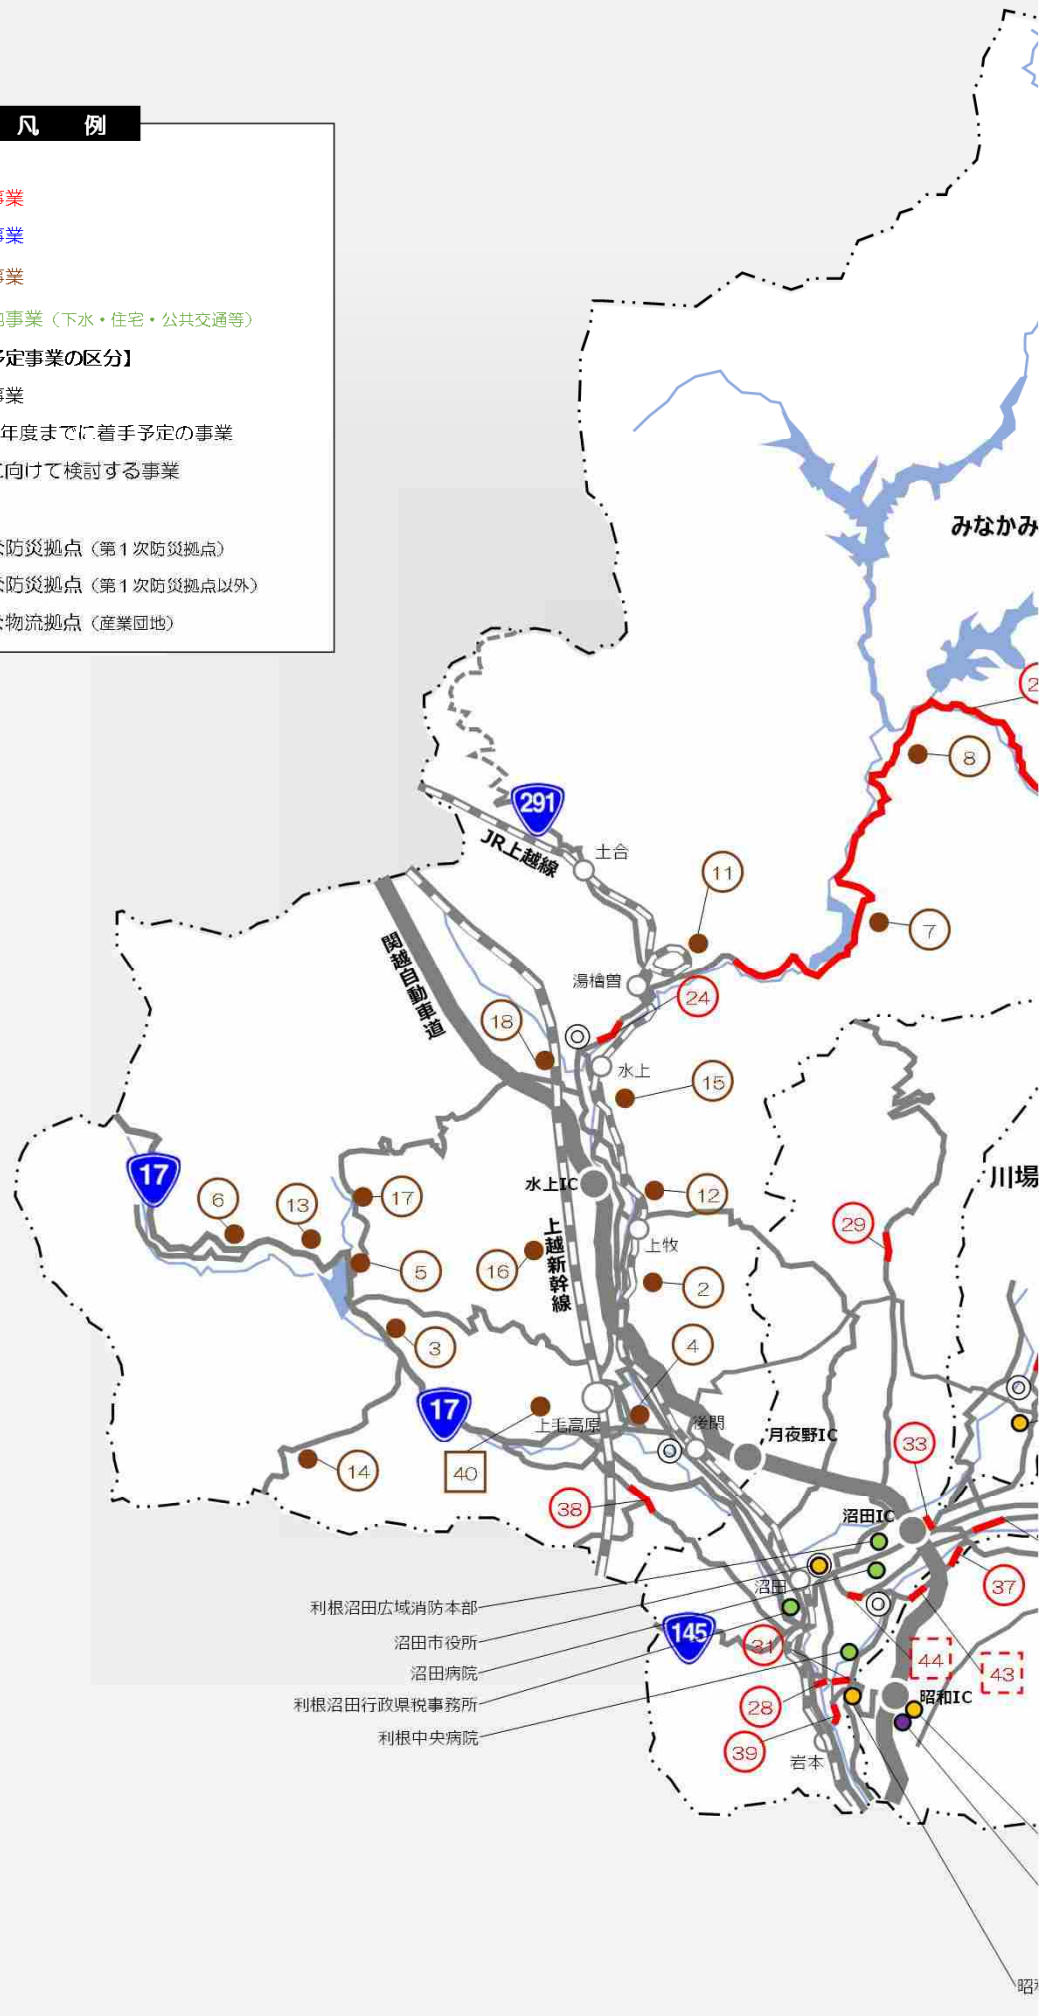 凡 例
事業
事業
事業
事業（下水・住宅・公共交通等）
予定事業の区分】
事業
年度までに着手予定の事業
に向けて検討する事業
な防災拠点（第１次防災拠点）
な防災拠点（第１次防災拠点以外）
な物流拠点（産業団地）
みなかみ
2
8
291
JR上越線
土合
11
7
関越自動車道
湯檜曽
24
18
水上
15
17
水上IC
12
川場
6
13
17
29
上越新幹線
上牧
16
5
2
3
4
17
上毛高原
後閑
月夜野IC
33
14
40
38
沼田IC
37
沼田
利根沼田広域消防本部
沼田市役所
145
31
44
43
沼田病院
利根沼田行政県税事務所
28
昭和IC
利根中央病院
39
岩本
昭